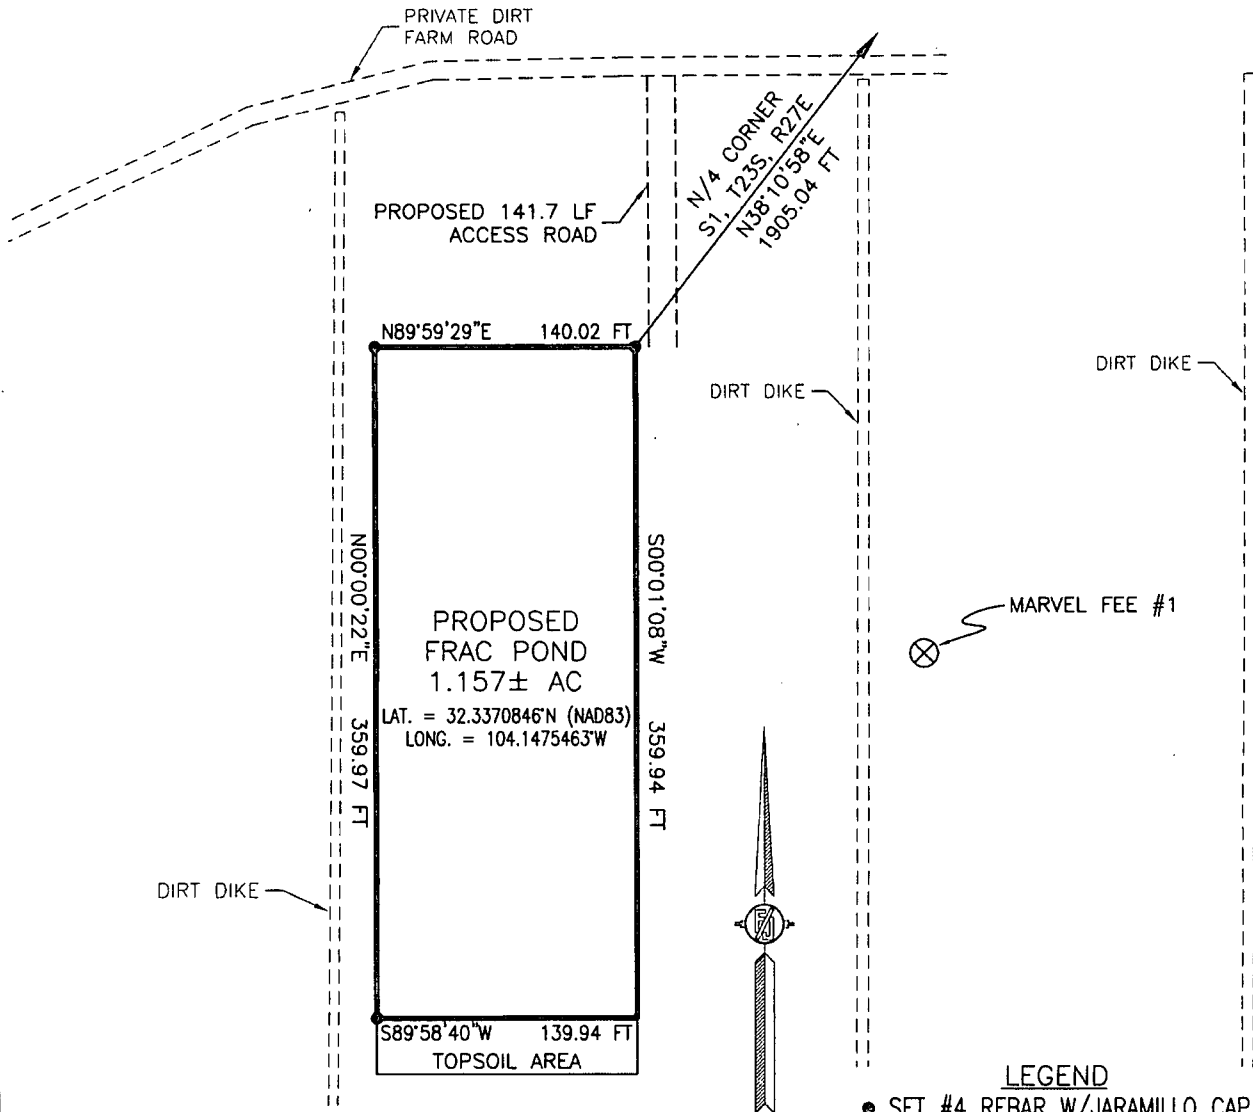 PRIVATE DIRT
FARM ROAD
N/4 CORNER
S1, T23S, R27E
N38°10'58"E
1905.04 FT
PROPOSED 141.7 LF
ACCESS ROAD
N89°59'29"E 140.02 FT
DIRT DIKE
DIRT DIKE
N00°00'22"E 359.97 FT
S00°01'08"W 359.94 FT
MARVEL FEE #1
PROPOSED
FRAC POND
1.157± AC
LAT. = 32.3370846°N (NAD83)
LONG. = 104.1475463°W
DIRT DIKE
S89°58'40"W 139.94 FT
TOPSOIL AREA
LEGEND
SET #4 REBAR W/JARAMILLO CAP